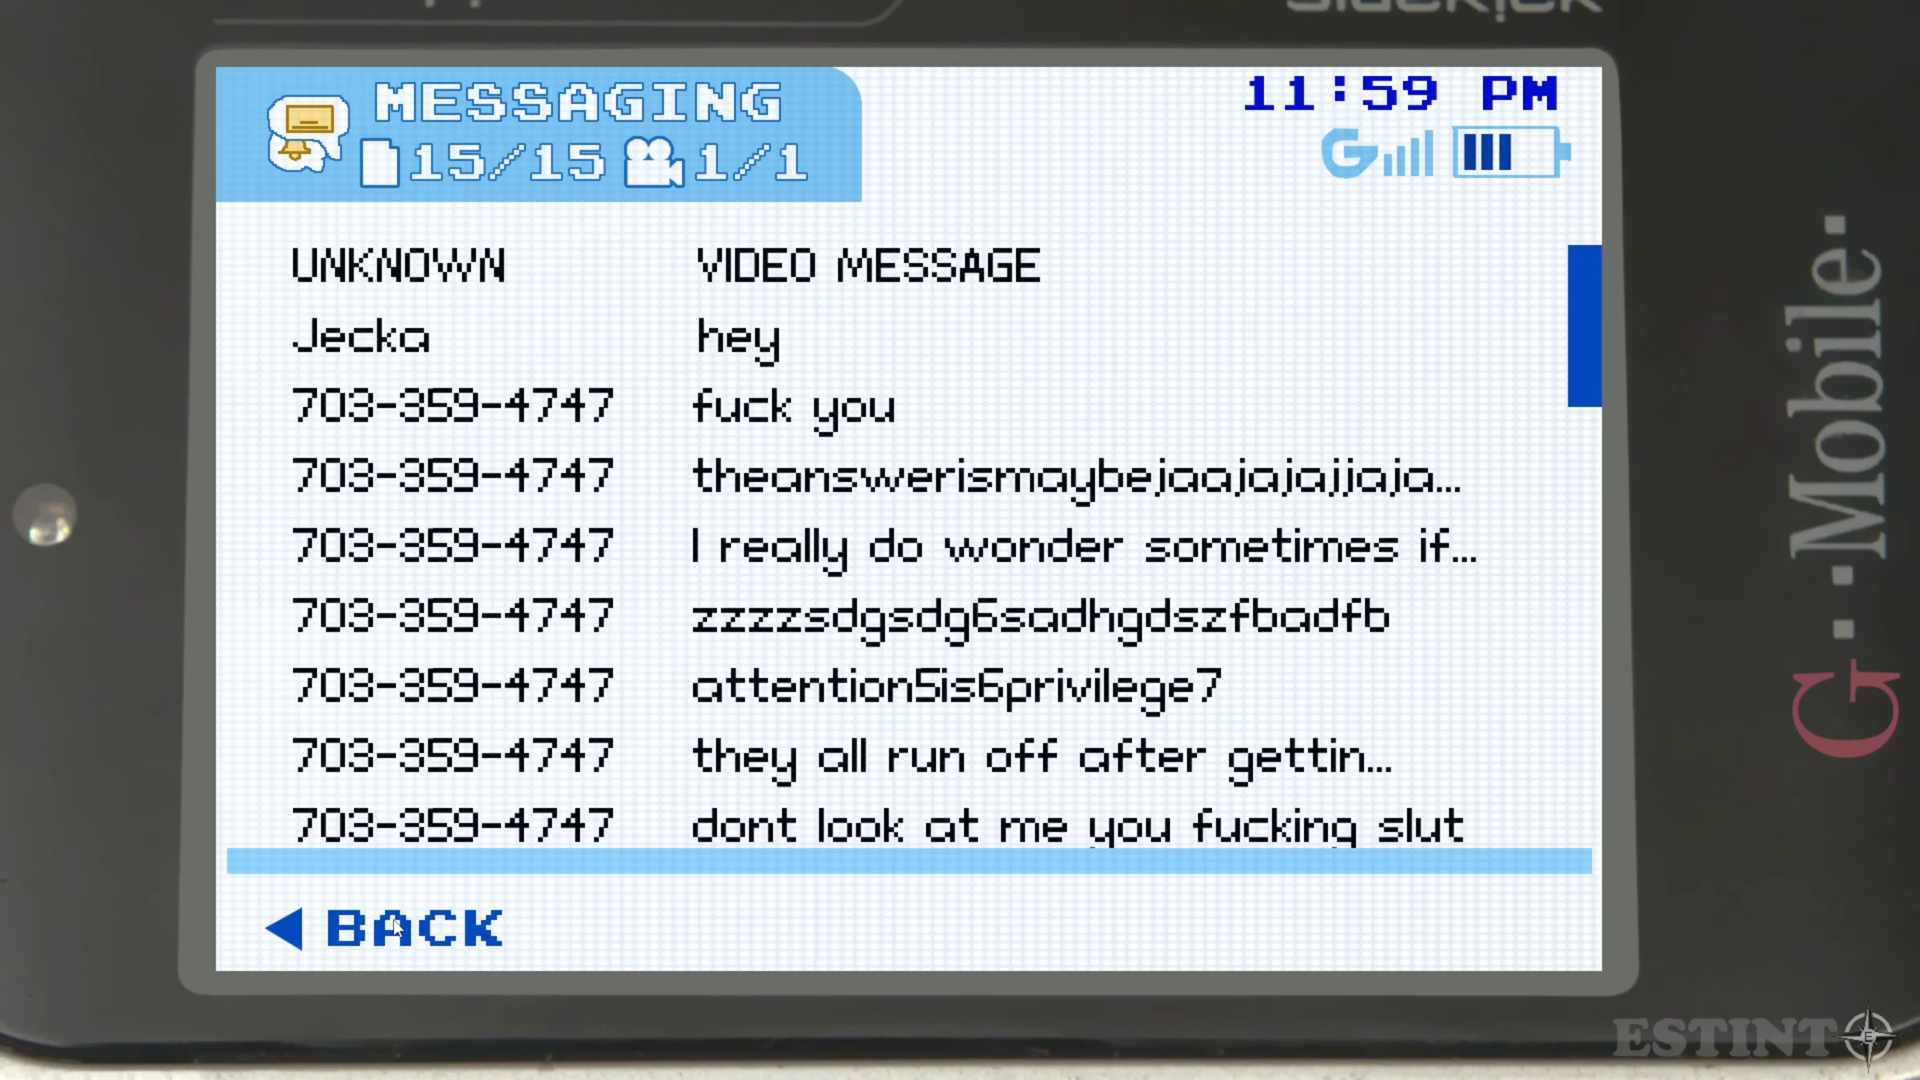 sidekick
MESSAGING
11:59 PM
15/15 1/1
G
UNKNOWN VIDEO MESSAGE
Jecka hey
703-359-4747 fuck you
703-359-4747 theanswerismaybejaajajajjaja...
703-359-4747 I really do wonder sometimes if...
703-359-4747 zzzzsdgsdg6sadhgdszfbadfb
703-359-4747 attention5is6privilege7
703-359-4747 they all run off after gettin...
703-359-4747 dont look at me you fucking slut
BACK
G··Mobile·
ESTINT
E